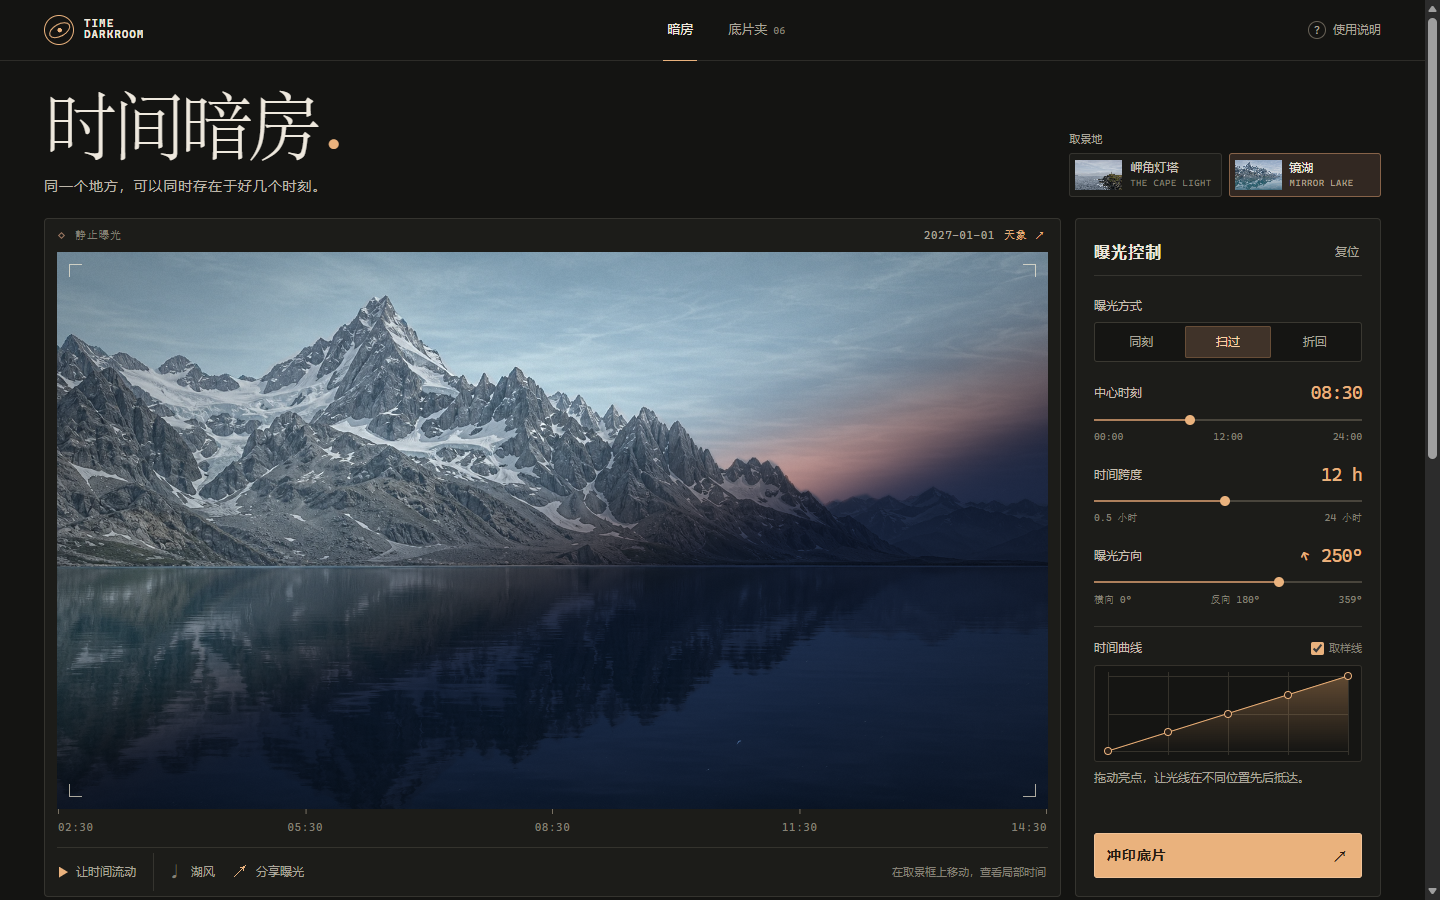 TIME
DARKROOM
暗房
底片夹 06
? 使用说明
时间暗房.
同一个地方，可以同时存在于好几个时刻。
取景地
岬角灯塔
THE CAPE LIGHT
镜湖
MIRROR LAKE
静止曝光
2027-01-01 天象 ↗
曝光控制
复位
曝光方式
同刻
扫过
折回
中心时刻
08:30
00:00
12:00
24:00
时间跨度
12 h
0.5 小时
24 小时
曝光方向
↖ 250°
横向 0°
反向 180°
359°
时间曲线
取样线
拖动亮点，让光线在不同位置先后抵达。
冲印底片 ↗
02:30
05:30
08:30
11:30
14:30
让时间流动
♩ 湖风
↗ 分享曝光
在取景框上移动，查看局部时间